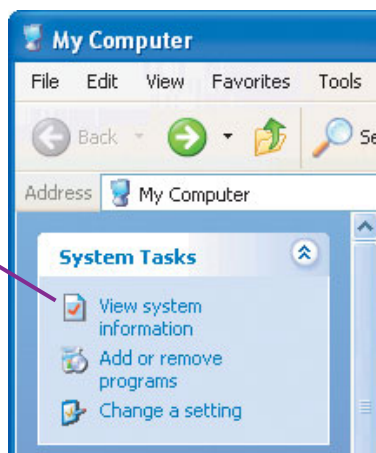 My Computer
File Edit View Favorites Tools
Back Se
Address My Computer
System Tasks
View system
information
Add or remove
programs
Change a setting